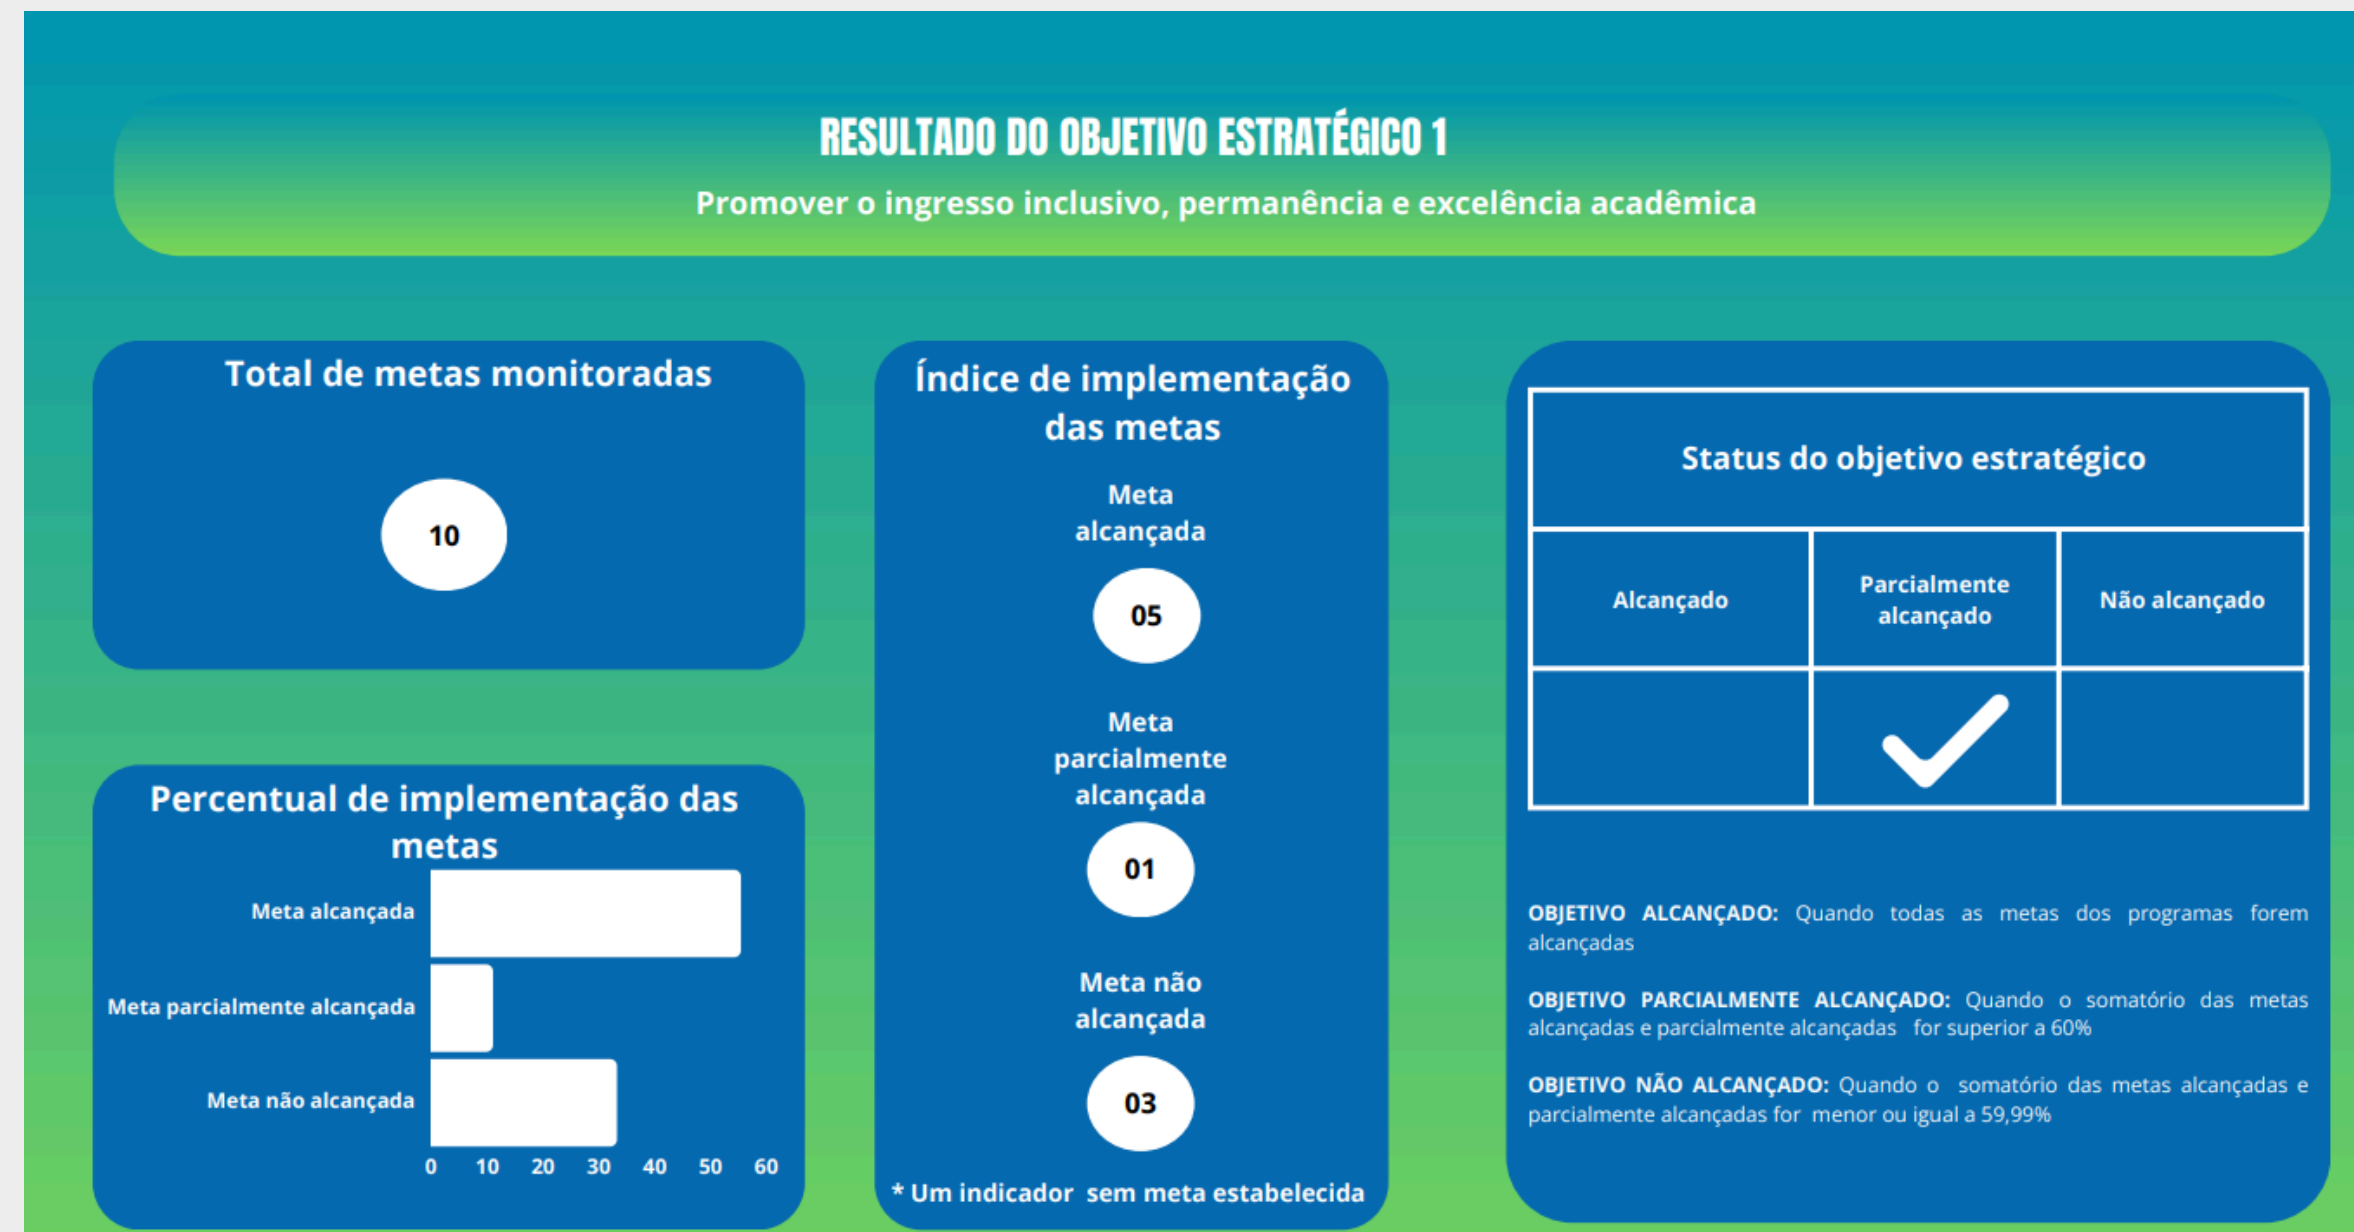 RESULTADO DO OBJETIVO ESTRATÉGICO 1
Promover o ingresso inclusivo, permanência e excelência acadêmica
Total de metas monitoradas
10
Percentual de implementação das
metas
Meta alcançada
Meta parcialmente alcançada
Meta não alcançada
0 10 20 30 40 50 60
Índice de implementação
das metas
Meta
alcançada
05
Meta
parcialmente
alcançada
01
Meta não
alcançada
03
* Um indicador sem meta estabelecida
Status do objetivo estratégico
Alcançado
Parcialmente
alcançado
Não alcançado
OBJETIVO ALCANÇADO: Quando todas as metas dos programas forem
alcançadas
OBJETIVO PARCIALMENTE ALCANÇADO: Quando o somatório das metas
alcançadas e parcialmente alcançadas for superior a 60%
OBJETIVO NÃO ALCANÇADO: Quando o somatório das metas alcançadas e
parcialmente alcançadas for menor ou igual a 59,99%